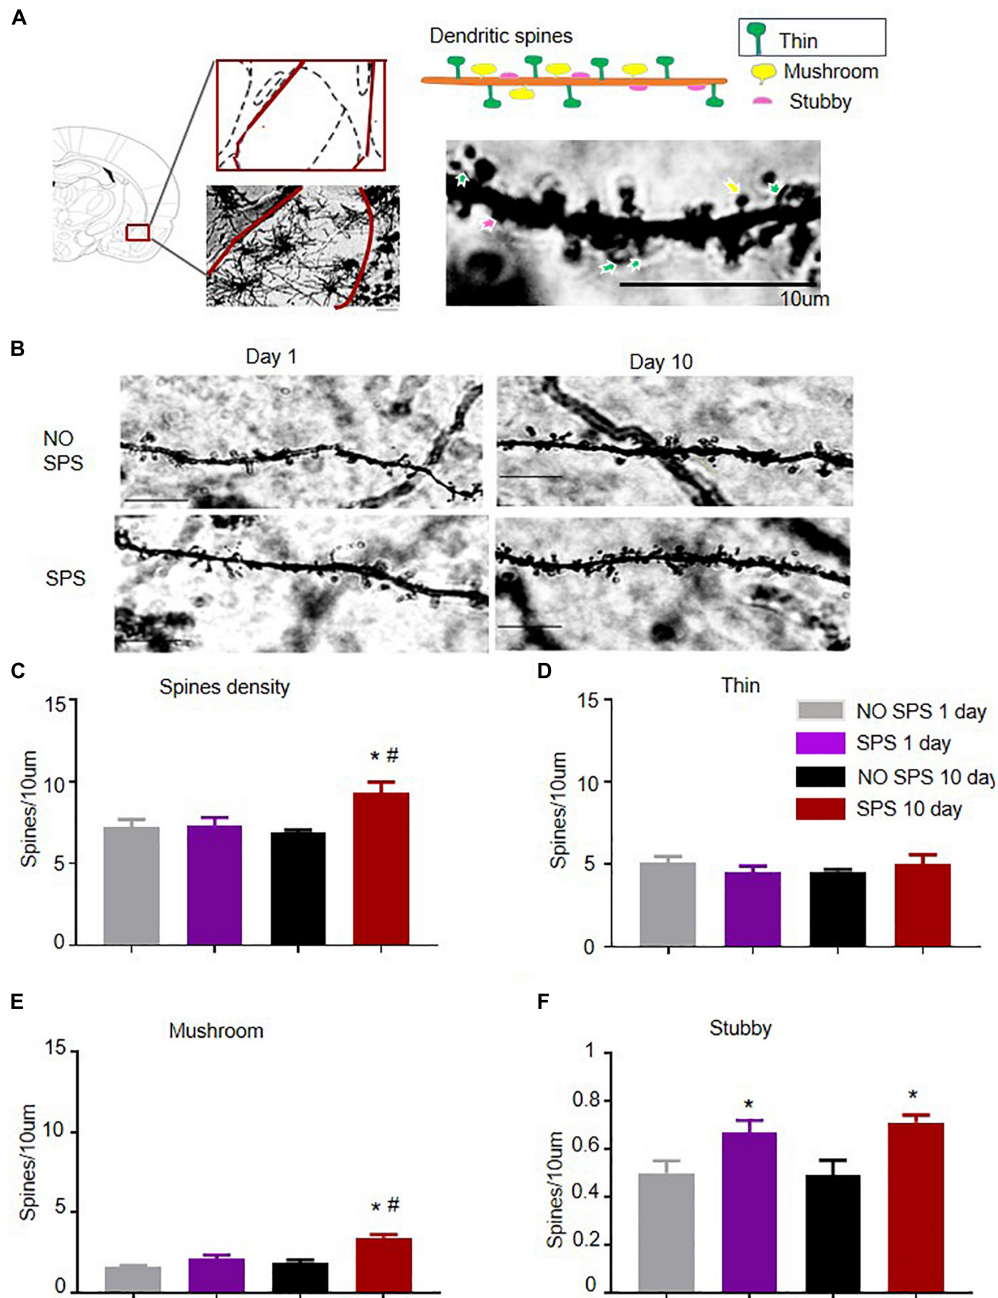 A
Dendritic spines
Thin
Mushroom
Stubby
10um
B
Day 1
Day 10
NO
SPS
SPS
C
Spines density
15
10
5
0
Spines/10um
* #
D
Thin
15
10
5
0
Spines/10um
NO SPS 1 day
SPS 1 day
NO SPS 10 day
SPS 10 day
E
Mushroom
15
10
5
0
Spines/10um
* #
F
Stubby
1
0.8
0.6
0.4
0.2
0
Spines/10um
*
*